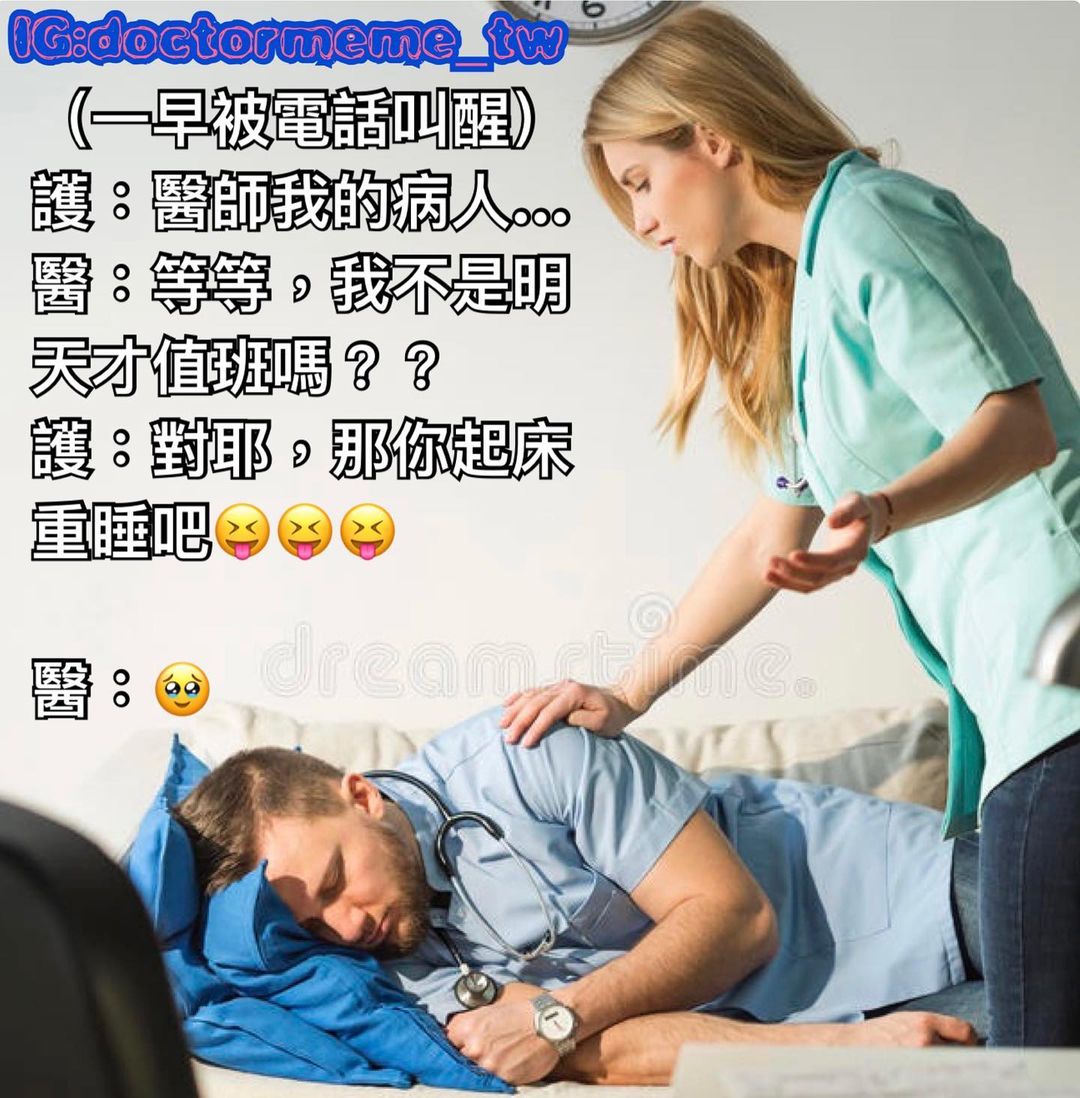 IG:doctormeme_tw
（一早被電話叫醒）
護：醫師我的病人...
醫：等等，我不是明
天才值班嗎？？
護：對耶，那你起床
重睡吧😝😝😝
醫：🥹
dreamstime.
6